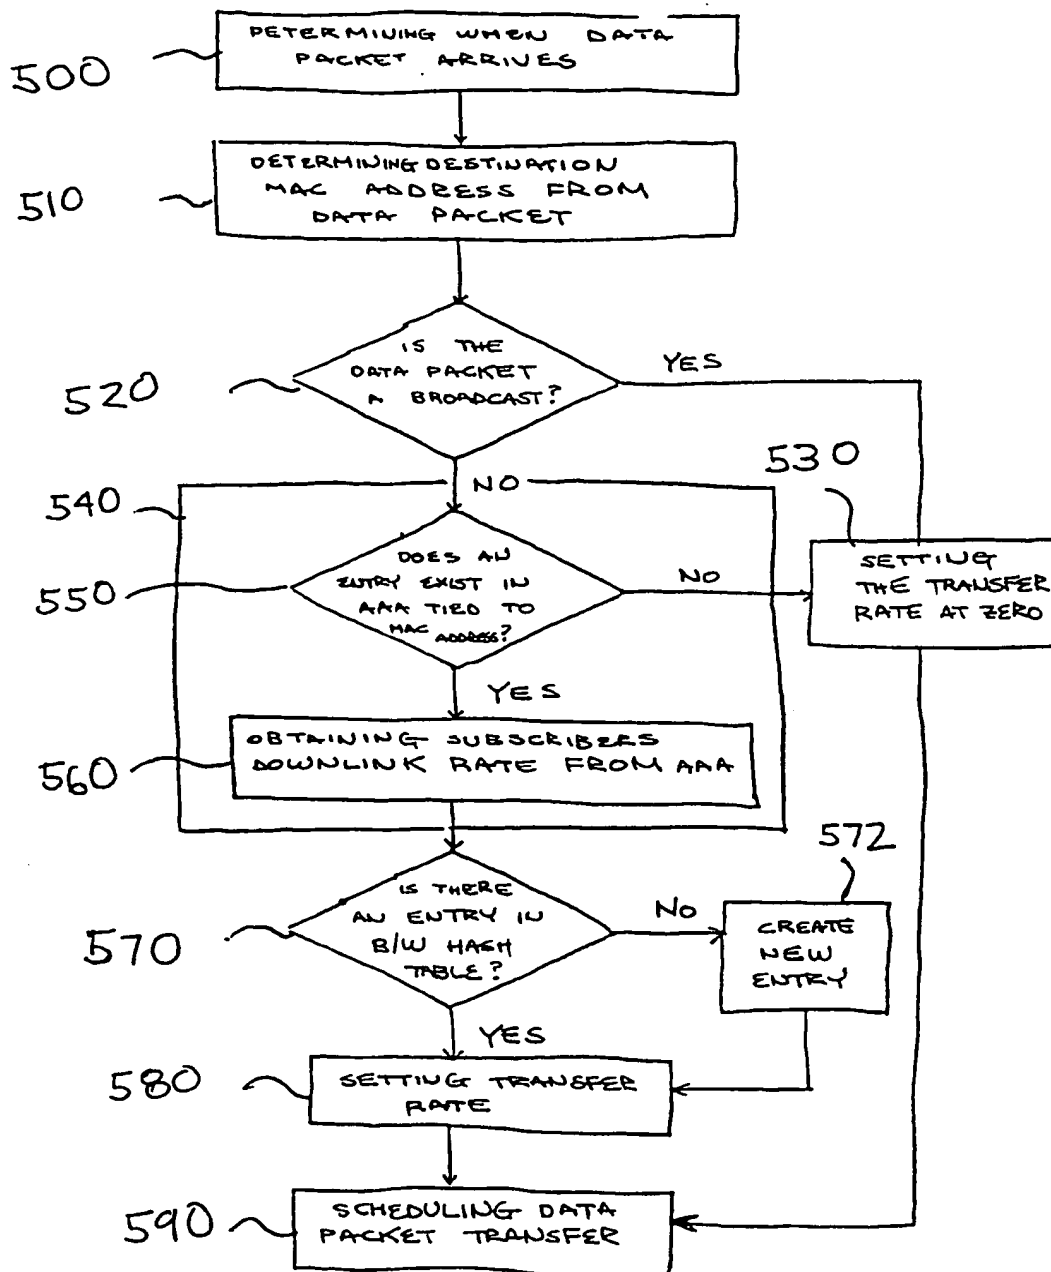 DETERMINING WHEN DATA
PACKET ARRIVES
500
DETERMINING DESTINATION
MAC ADDRESS FROM
DATA PACKET
510
IS THE
DATA PACKET
A BROADCAST?
YES
520
530
NO
540
SETTING
THE TRANSFER
RATE AT ZERO
DOES AN
ENTRY EXIST IN
AAA TIED TO
MAC ADDRESS?
NO
550
YES
OBTAINING SUBSCRIBERS
DOWNLINK RATE FROM AAA
560
572
IS THERE
AN ENTRY IN
B/W HASH
TABLE?
NO
CREATE
NEW
ENTRY
570
YES
SETTING TRANSFER
RATE
580
SCHEDULING DATA
PACKET TRANSFER
590